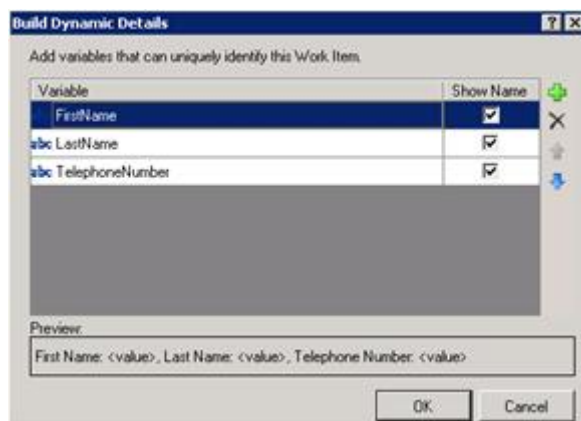 Build Dynamic Details
Add variables that can uniquely identify this Work Item.
Variable Show Name
FirstName
abc LastName
abc TelephoneNumber
Preview:
First Name: <value>, Last Name: <value>, Telephone Number: <value>
OK Cancel